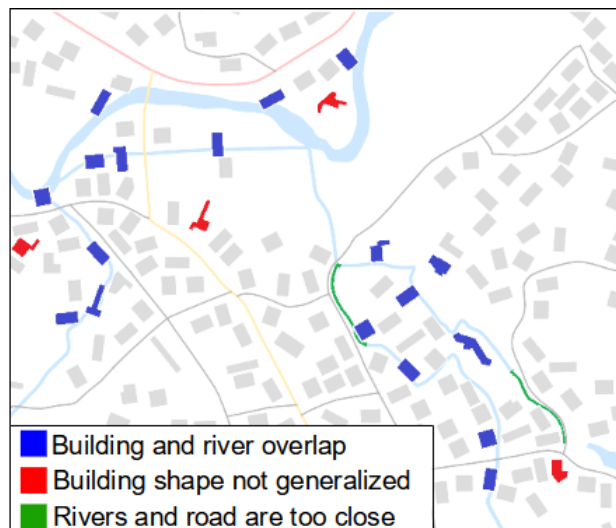 Building and river overlap
Building shape not generalized
Rivers and road are too close